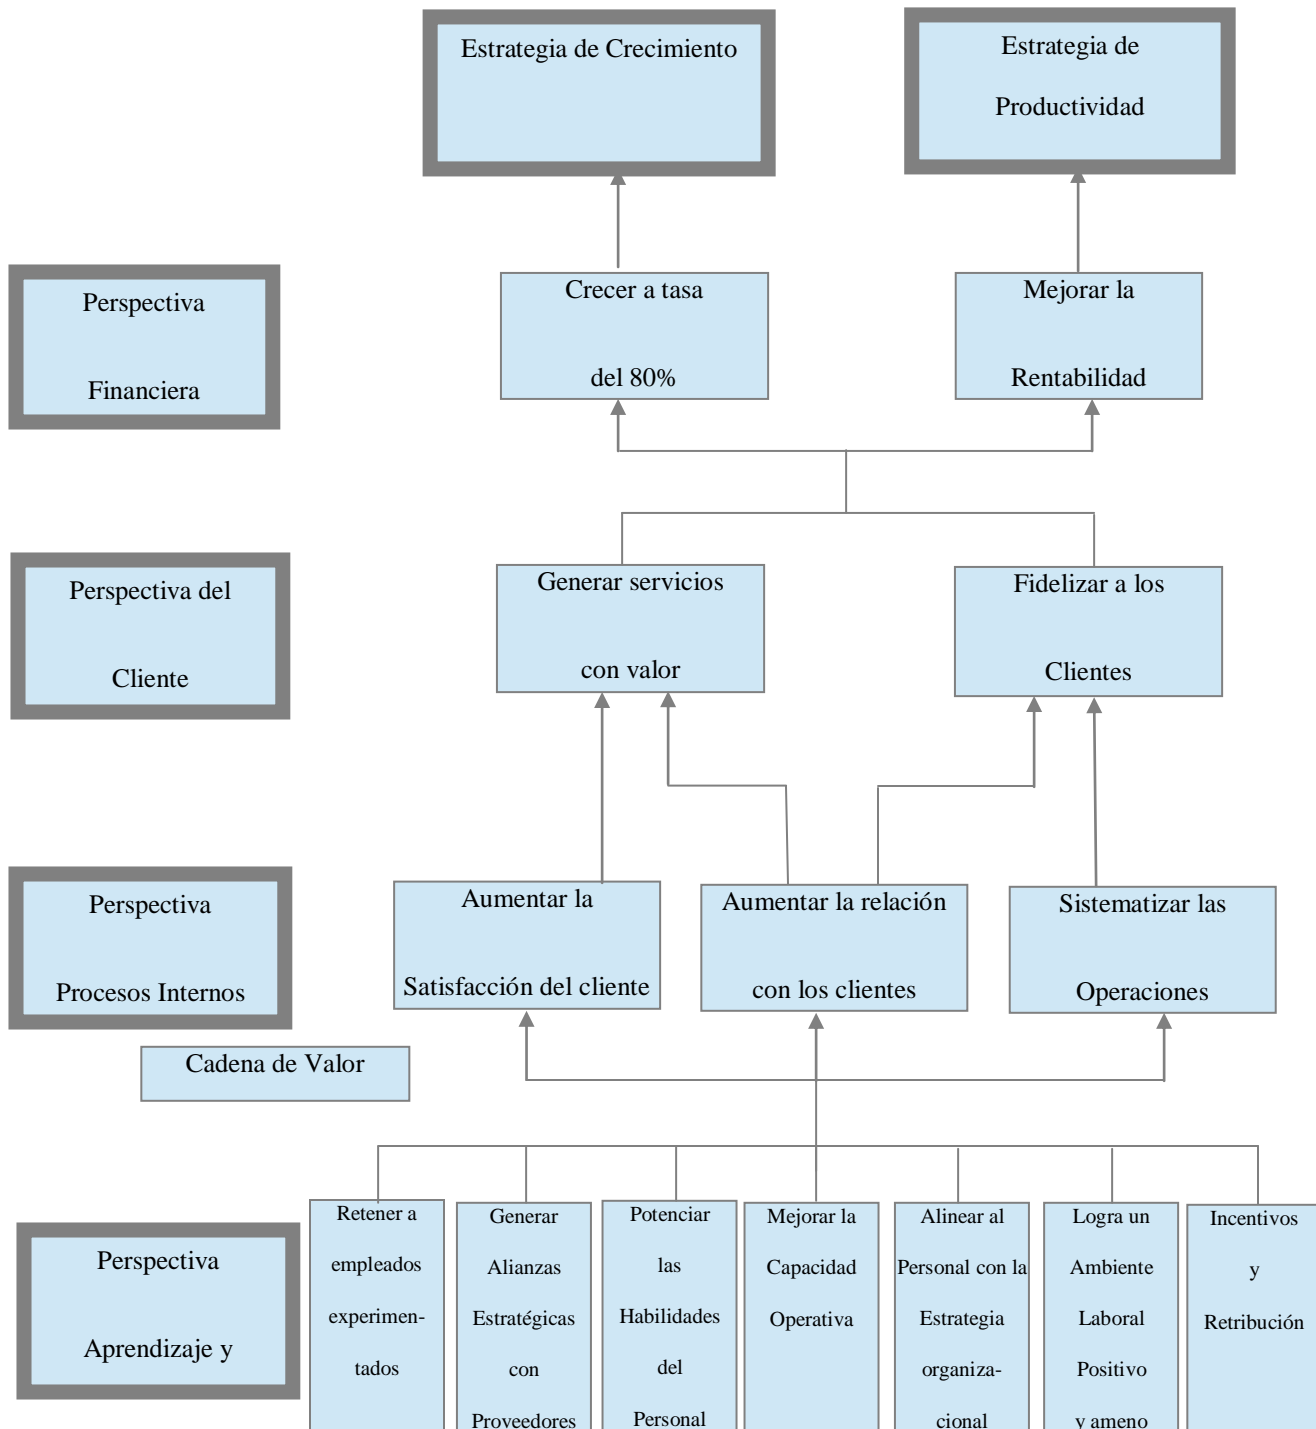 Estrategia de Crecimiento
Estrategia de
Productividad
Perspectiva
Financiera
Crecer a tasa
del 80%
Mejorar la
Rentabilidad
Perspectiva del
Cliente
Generar servicios
con valor
Fidelizar a los
Clientes
Perspectiva
Procesos Internos
Aumentar la
Satisfacción del cliente
Aumentar la relación
con los clientes
Sistematizar las
Operaciones
Cadena de Valor
Perspectiva
Aprendizaje y
Retener a
empleados
experimen-
tados
Generar
Alianzas
Estratégicas
con
Proveedores
Potenciar
las
Habilidades
del
Personal
Mejorar la
Capacidad
Operativa
Alinear al
Personal con la
Estrategia
organiza-
cional
Logra un
Ambiente
Laboral
Positivo
y ameno
Incentivos
y
Retribución